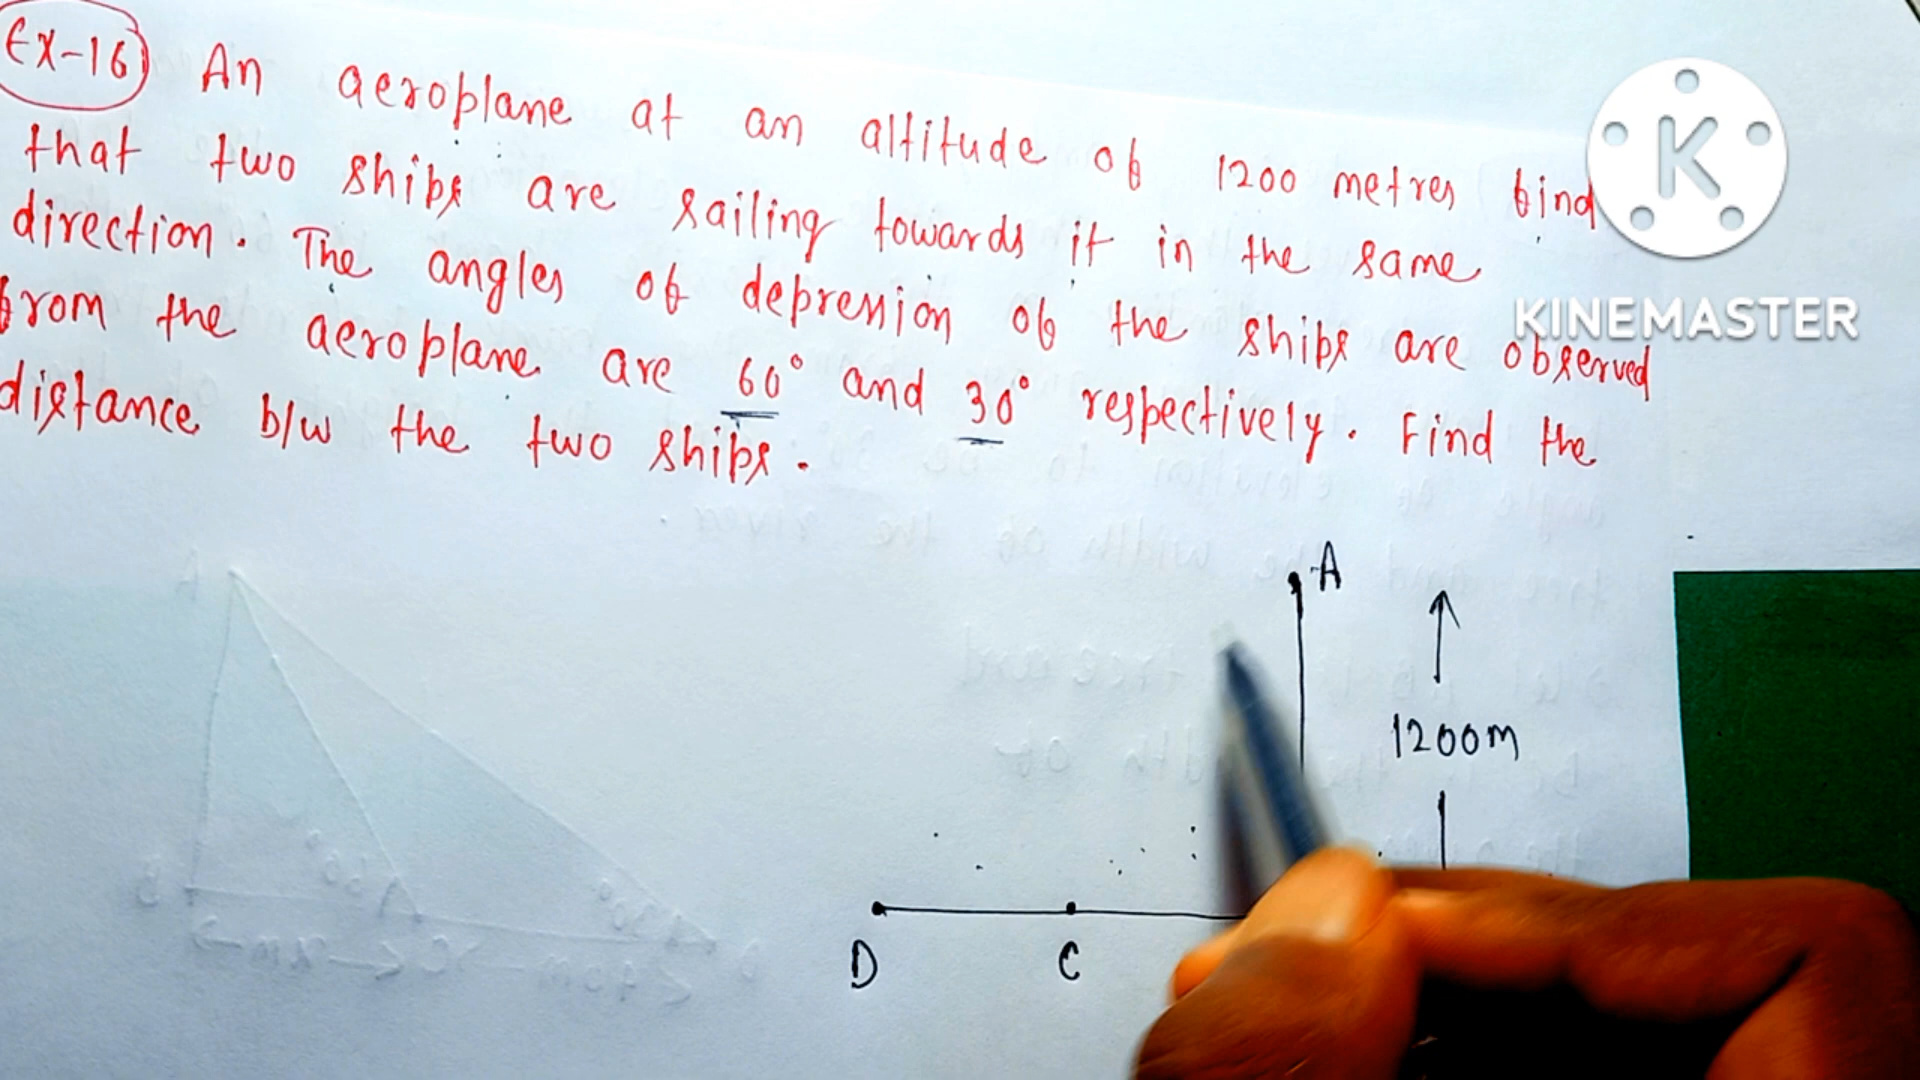 Ex-16 An aeroplane at an altitude of 1200 metres find
that two ships are sailing towards it in the same
direction. The angles of depression of the ships are observed
from the aeroplane are 60° and 30° respectively. Find the
distance b/w the two ships.
K
KINEMASTER
A
1200m
D C